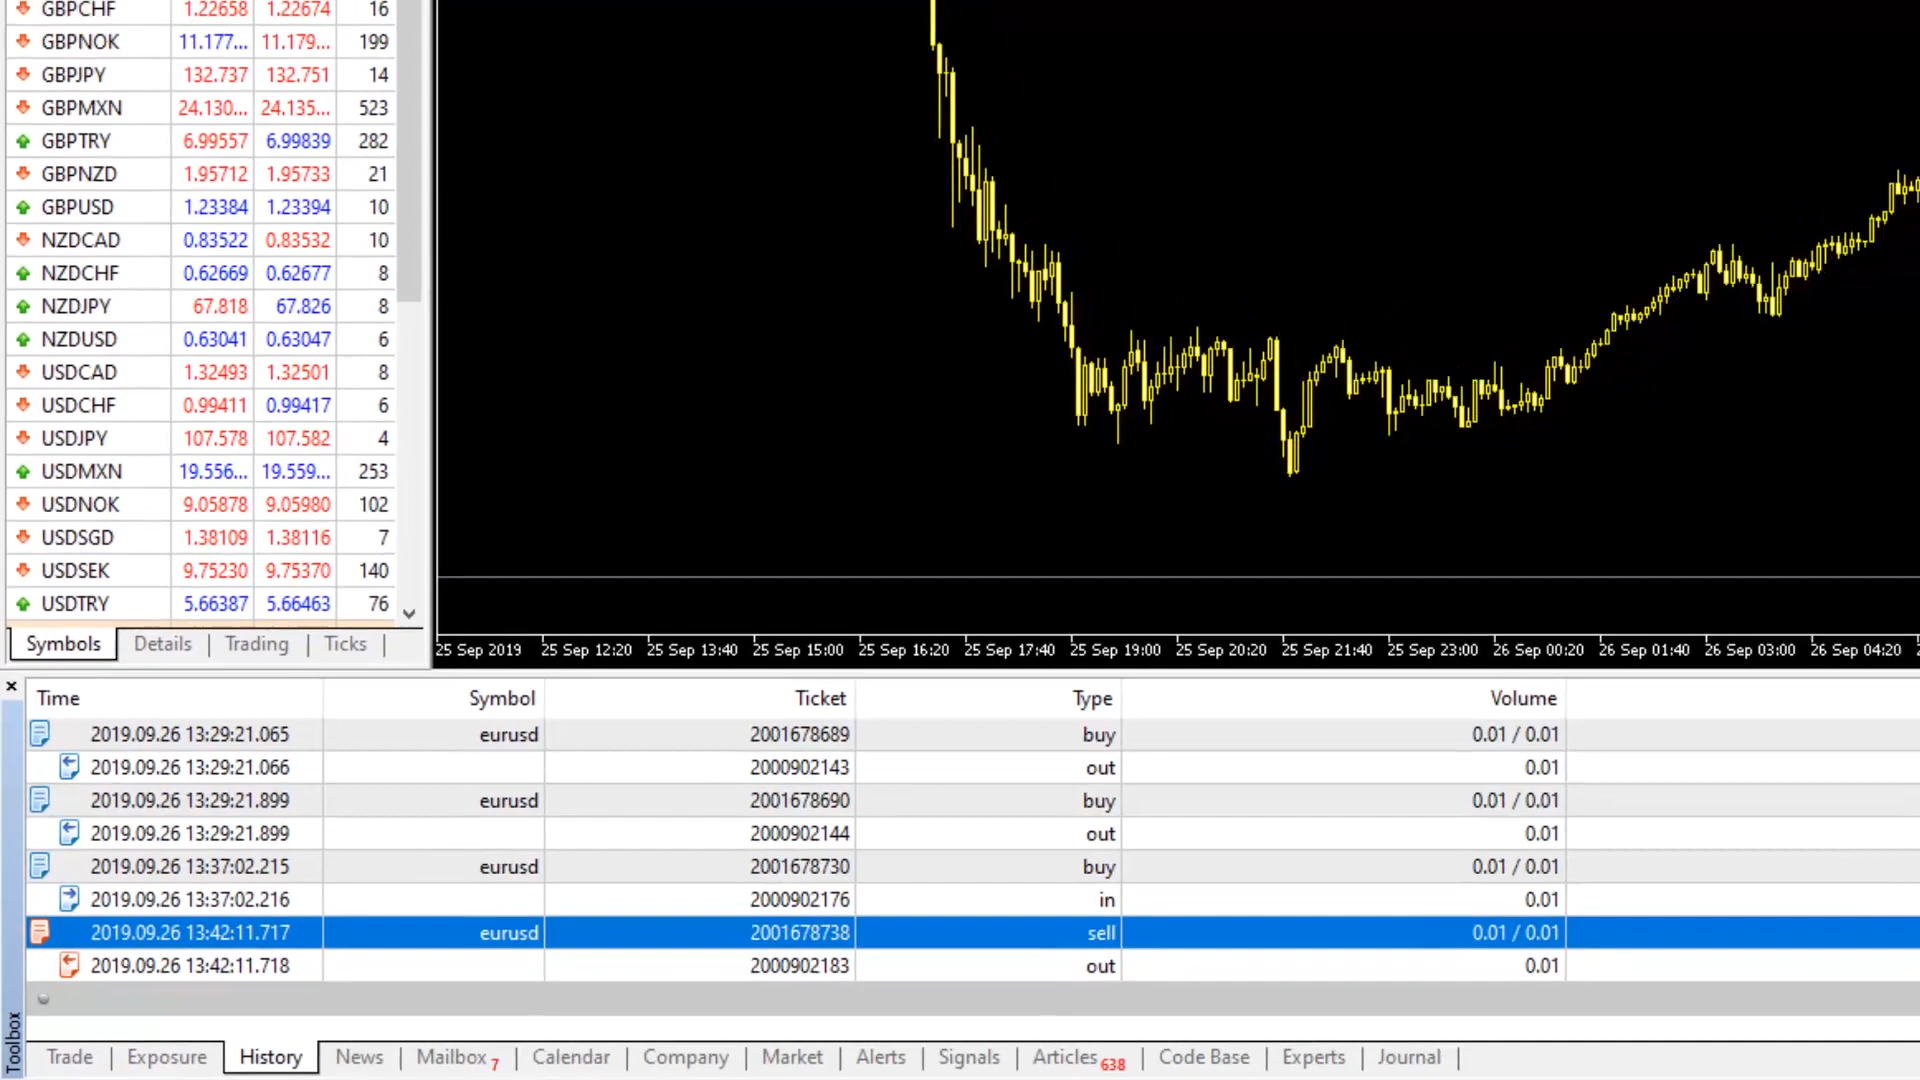 GBPCHF 1.22658 1.22674 16
GBPNOK 11.177... 11.179... 199
GBPJPY 132.737 132.751 14
GBPMXN 24.130... 24.135... 523
GBPTRY 6.99557 6.99839 282
GBPNZD 1.95712 1.95733 21
GBPUSD 1.23384 1.23394 10
NZDCAD 0.83522 0.83532 10
NZDCHF 0.62669 0.62677 8
NZDJPY 67.818 67.826 8
NZDUSD 0.63041 0.63047 6
USDCAD 1.32493 1.32501 8
USDCHF 0.99411 0.99417 6
USDJPY 107.578 107.582 4
USDMXN 19.556... 19.559... 253
USDNOK 9.05878 9.05980 102
USDSGD 1.38109 1.38116 7
USDSEK 9.75230 9.75370 140
USDTRY 5.66387 5.66463 76
Symbols Details Trading Ticks
25 Sep 2019 25 Sep 12:20 25 Sep 13:40 25 Sep 15:00 25 Sep 16:20 25 Sep 17:40 25 Sep 19:00 25 Sep 20:20 25 Sep 21:40 25 Sep 23:00 26 Sep 00:20 26 Sep 01:40 26 Sep 03:00 26 Sep 04:20
Time Symbol Ticket Type Volume
2019.09.26 13:29:21.065 eurusd 2001678689 buy 0.01 / 0.01
2019.09.26 13:29:21.066 2000902143 out 0.01
2019.09.26 13:29:21.899 eurusd 2001678690 buy 0.01 / 0.01
2019.09.26 13:29:21.899 2000902144 out 0.01
2019.09.26 13:37:02.215 eurusd 2001678730 buy 0.01 / 0.01
2019.09.26 13:37:02.216 2000902176 in 0.01
2019.09.26 13:42:11.717 eurusd 2001678738 sell 0.01 / 0.01
2019.09.26 13:42:11.718 2000902183 out 0.01
Toolbox
Trade Exposure History News Mailbox 7 Calendar Company Market Alerts Signals Articles 638 Code Base Experts Journal